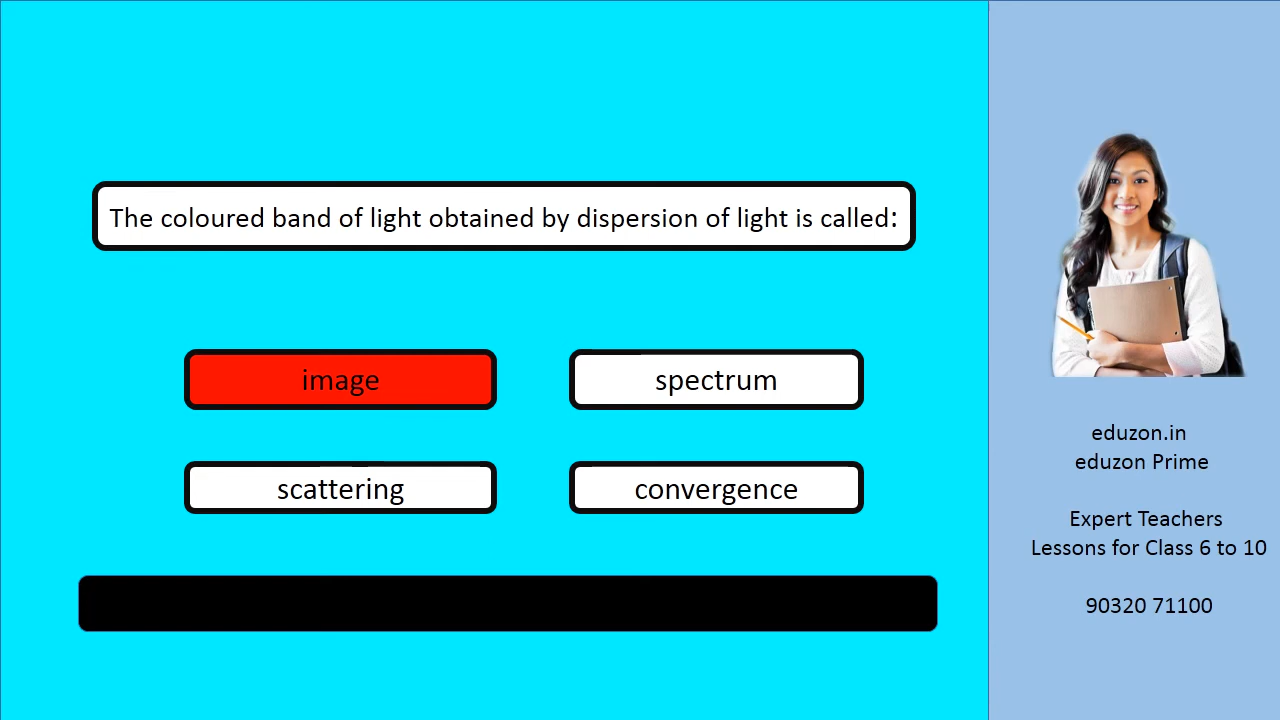 The coloured band of light obtained by dispersion of light is called:
image
spectrum
scattering
convergence
eduzon.in
eduzon Prime
Expert Teachers
Lessons for Class 6 to 10
90320 71100